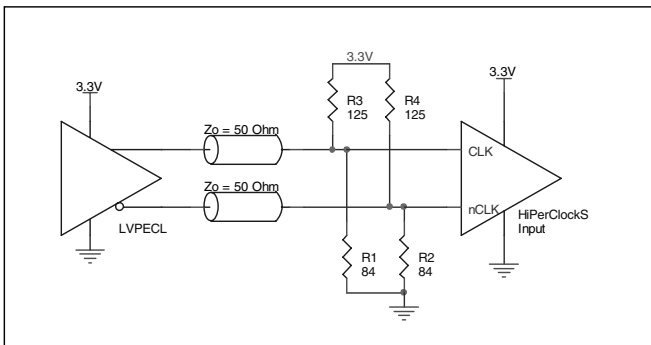 3.3V
3.3V
3.3V
R3
125
R4
125
Zo = 50 Ohm
CLK
Zo = 50 Ohm
nCLK
HiPerClockS
Input
LVPECL
R1
84
R2
84